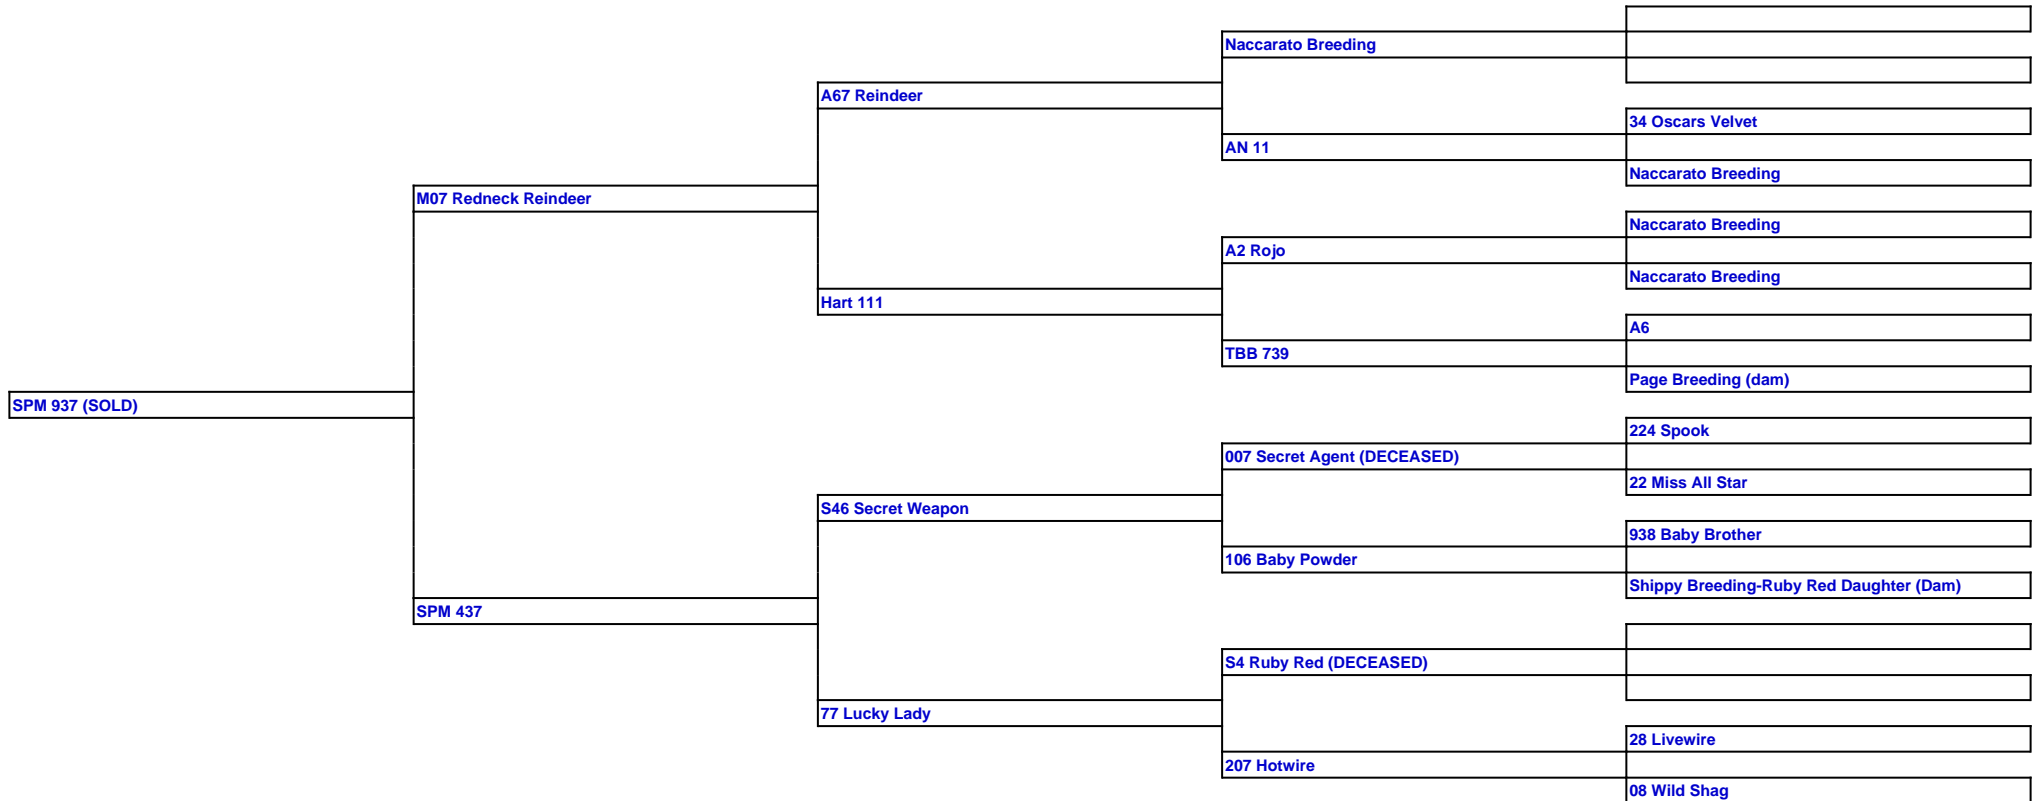 Naccarato Breeding
A67 Reindeer
34 Oscars Velvet
AN 11
Naccarato Breeding
M07 Redneck Reindeer
Naccarato Breeding
A2 Rojo
Naccarato Breeding
Hart 111
A6
TBB 739
Page Breeding (dam)
SPM 937 (SOLD)
224 Spook
007 Secret Agent (DECEASED)
22 Miss All Star
S46 Secret Weapon
938 Baby Brother
106 Baby Powder
Shippy Breeding-Ruby Red Daughter (Dam)
SPM 437
S4 Ruby Red (DECEASED)
77 Lucky Lady
28 Livewire
207 Hotwire
08 Wild Shag